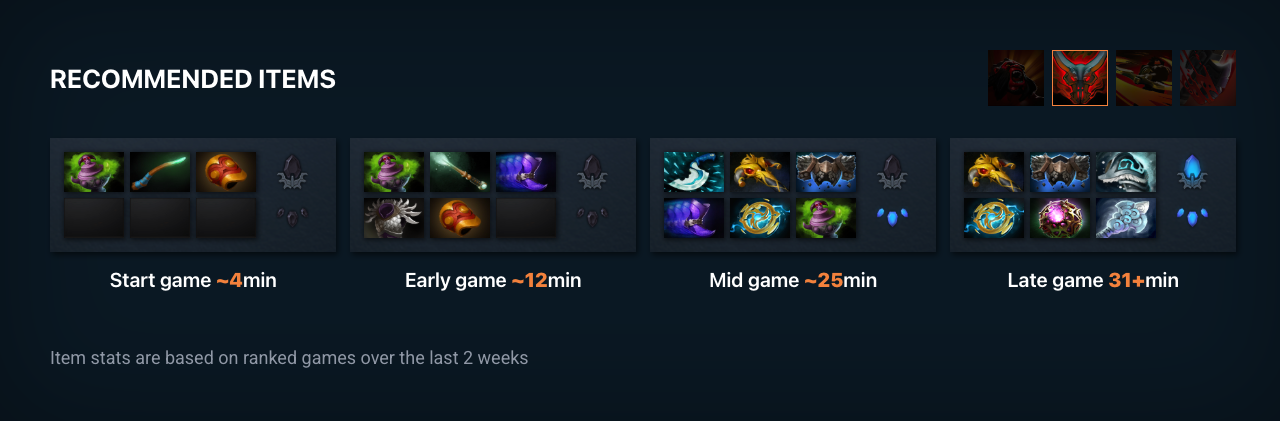 RECOMMENDED ITEMS
Start game ~4min
Early game ~12min
Mid game ~25min
Late game 31+min
Item stats are based on ranked games over the last 2 weeks